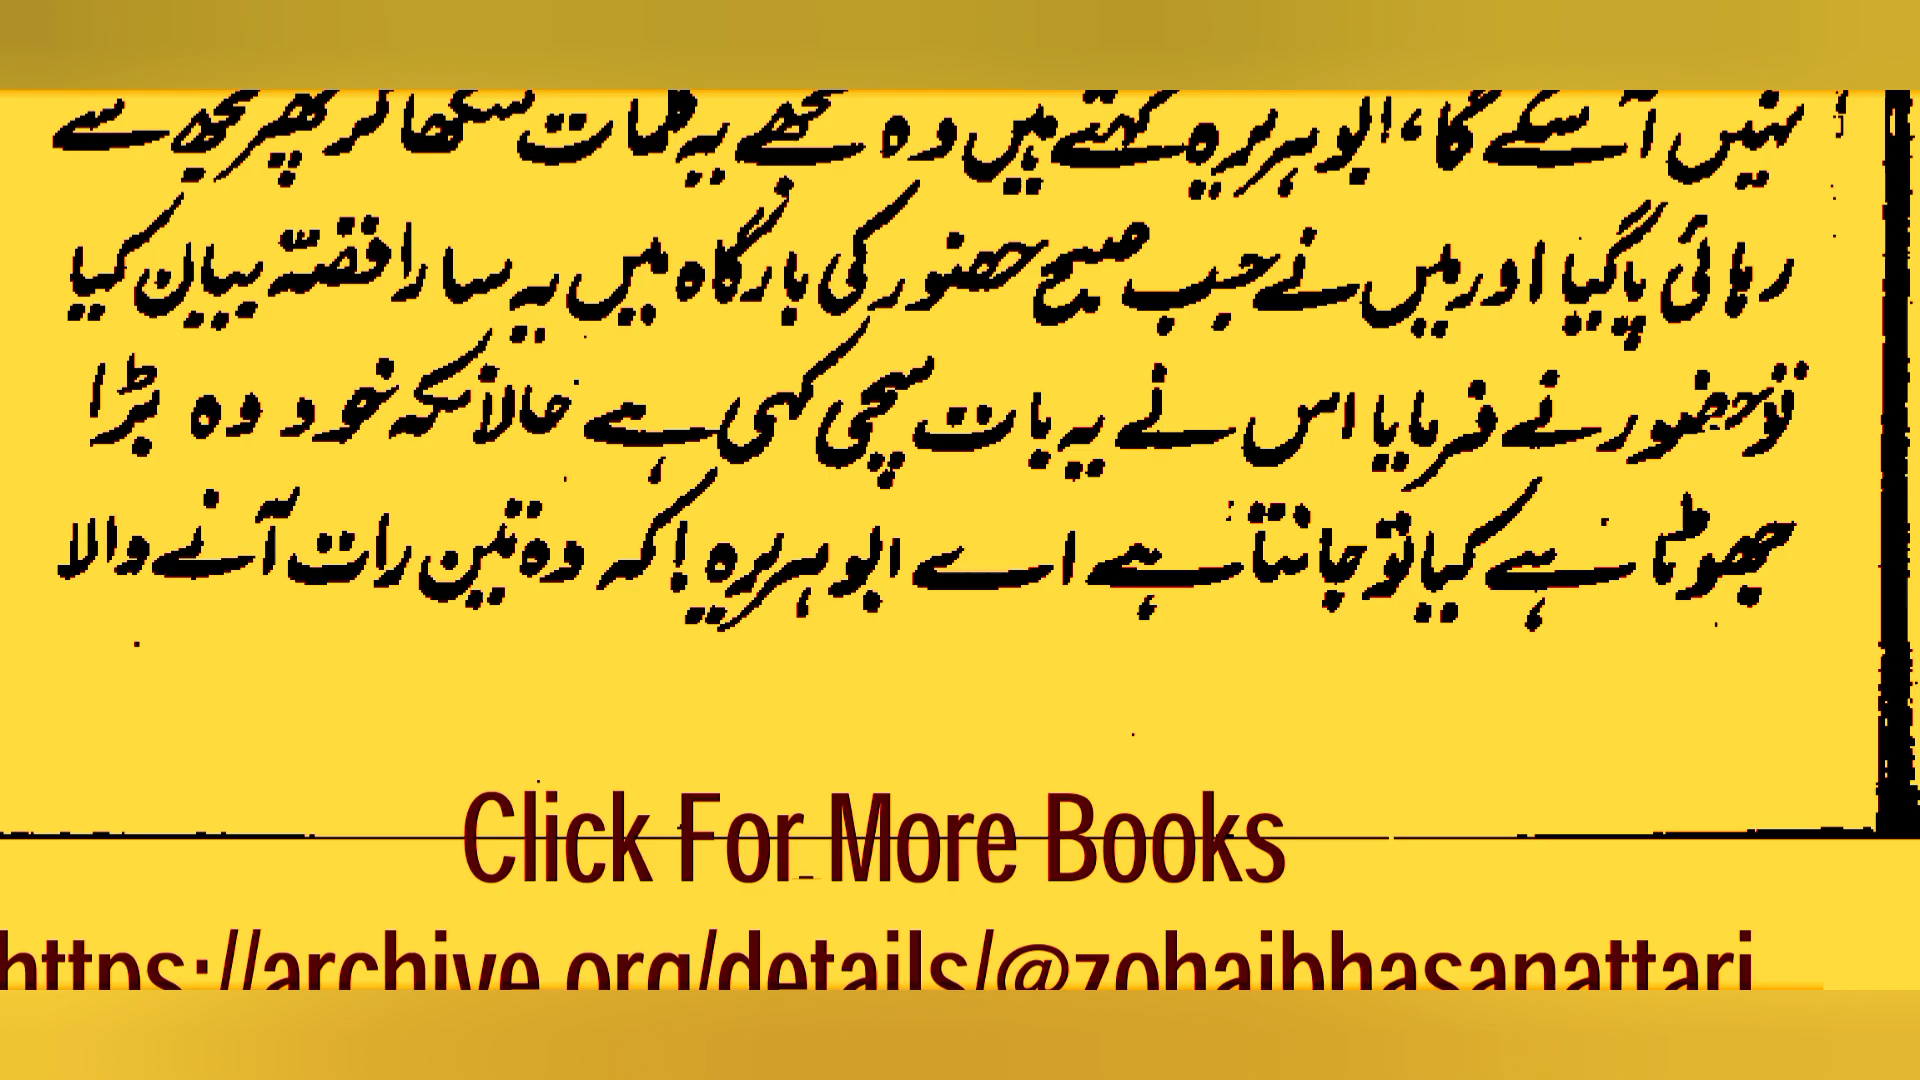 نہیں آسکے گا، ابوہریرہ کہتے ہیں وہ مجھے یہ کلمات سکھا کر پھر مجھ سے
رہائی پا گیا اور میں نے جب صبح حضور کی بارگاہ میں یہ سارا قصّہ بیان کیا
تو حضور نے فرمایا اس نے یہ بات سچی کہی ہے حالانکہ خود وہ بڑا
جھوٹا ہے کیا تو جانتا ہے اے ابوہریرہ! کہ وہ تین رات آنے والا
Click For More Books
https://archive.org/details/@zohaibhasanattari